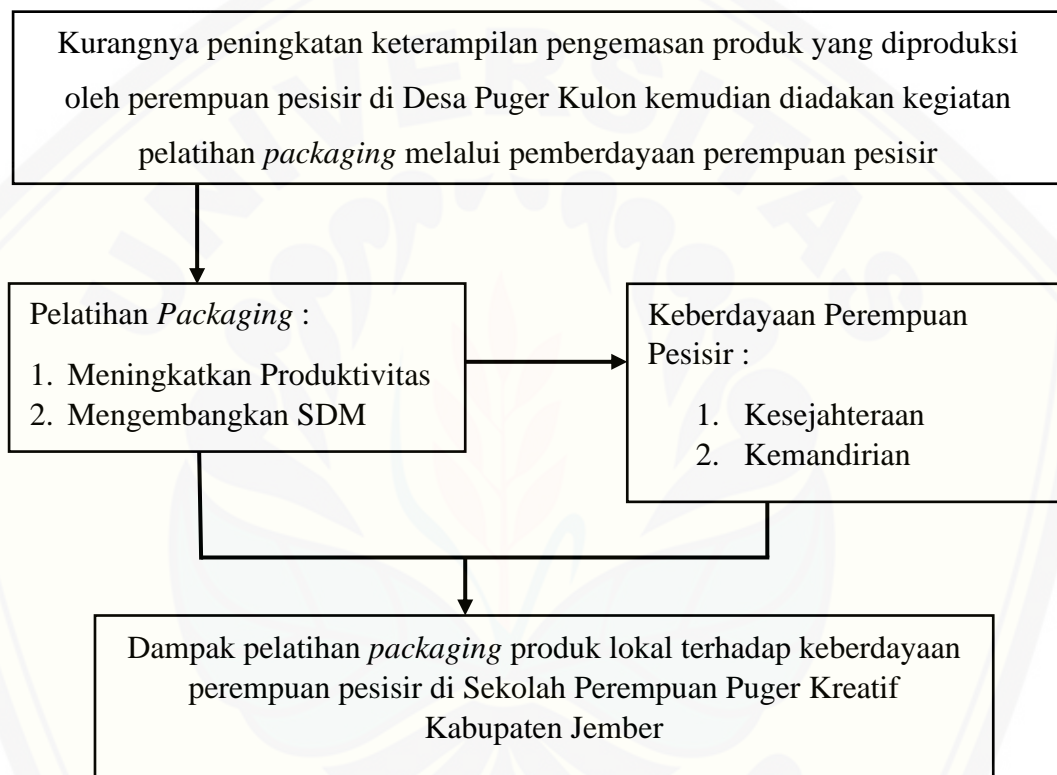 Kurangnya peningkatan keterampilan pengemasan produk yang diproduksi
oleh perempuan pesisir di Desa Puger Kulon kemudian diadakan kegiatan
pelatihan packaging melalui pemberdayaan perempuan pesisir
Pelatihan Packaging :
1. Meningkatkan Produktivitas
2. Mengembangkan SDM
Keberdayaan Perempuan
Pesisir :
1. Kesejahteraan
2. Kemandirian
Dampak pelatihan packaging produk lokal terhadap keberdayaan
perempuan pesisir di Sekolah Perempuan Puger Kreatif
Kabupaten Jember
UNIVERSITAS